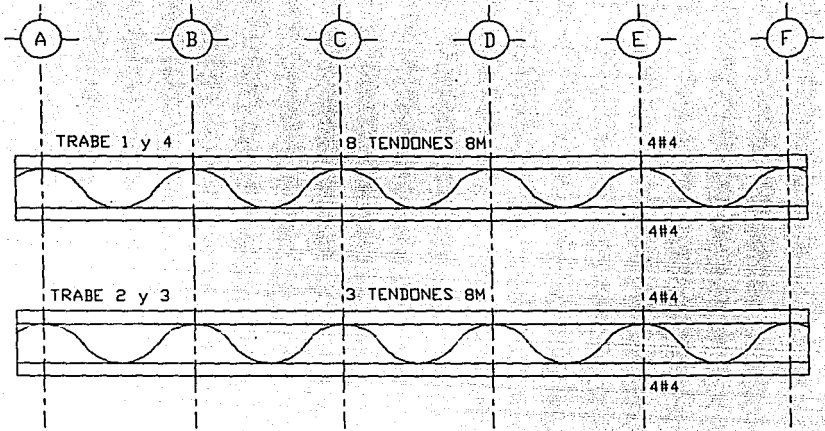 A B C D E F
TRABE 1 y 4 8 TENDONES 8M 4#4
4#4
TRABE 2 y 3 3 TENDONES 8M 4#4
4#4